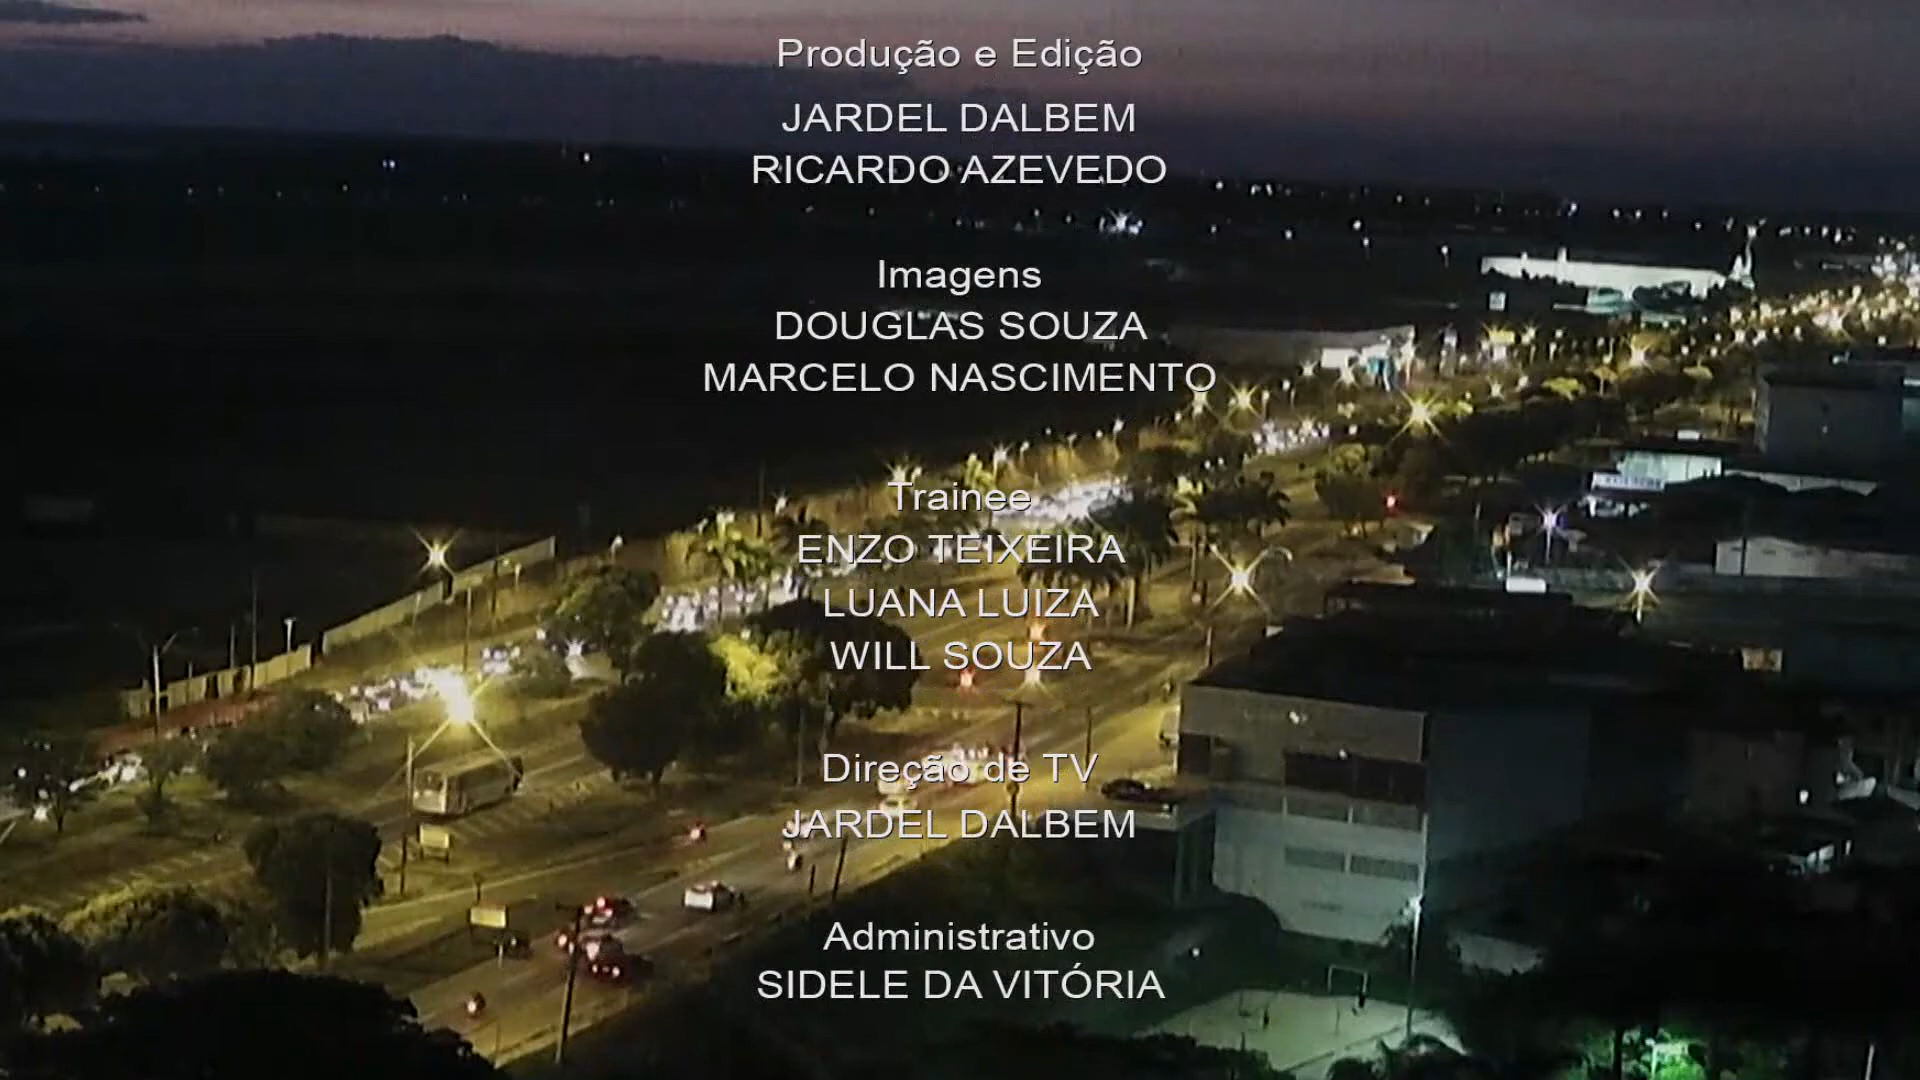 Produção e Edição
JARDEL DALBEM
RICARDO AZEVEDO
Imagens
DOUGLAS SOUZA
MARCELO NASCIMENTO
Trainee
ENZO TEIXEIRA
LUANA LUIZA
WILL SOUZA
Direção de TV
JARDEL DALBEM
Administrativo
SIDELE DA VITÓRIA